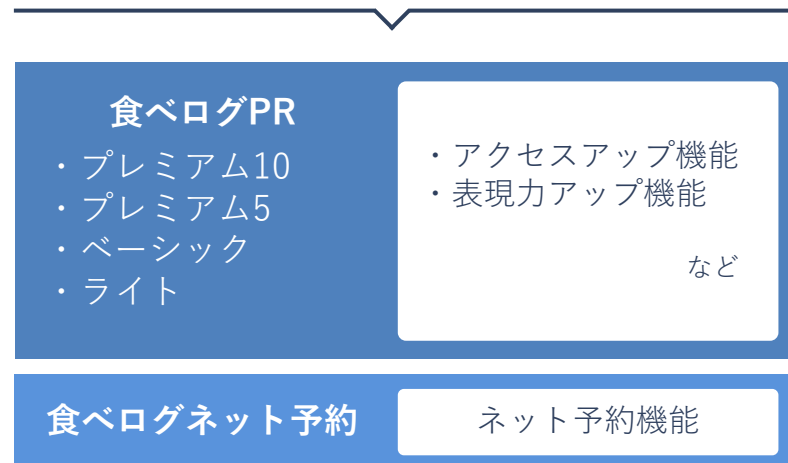 食べログPR
・プレミアム10
・プレミアム5
・ベーシック
・ライト
・アクセスアップ機能
・表現力アップ機能
など
食べログネット予約
ネット予約機能